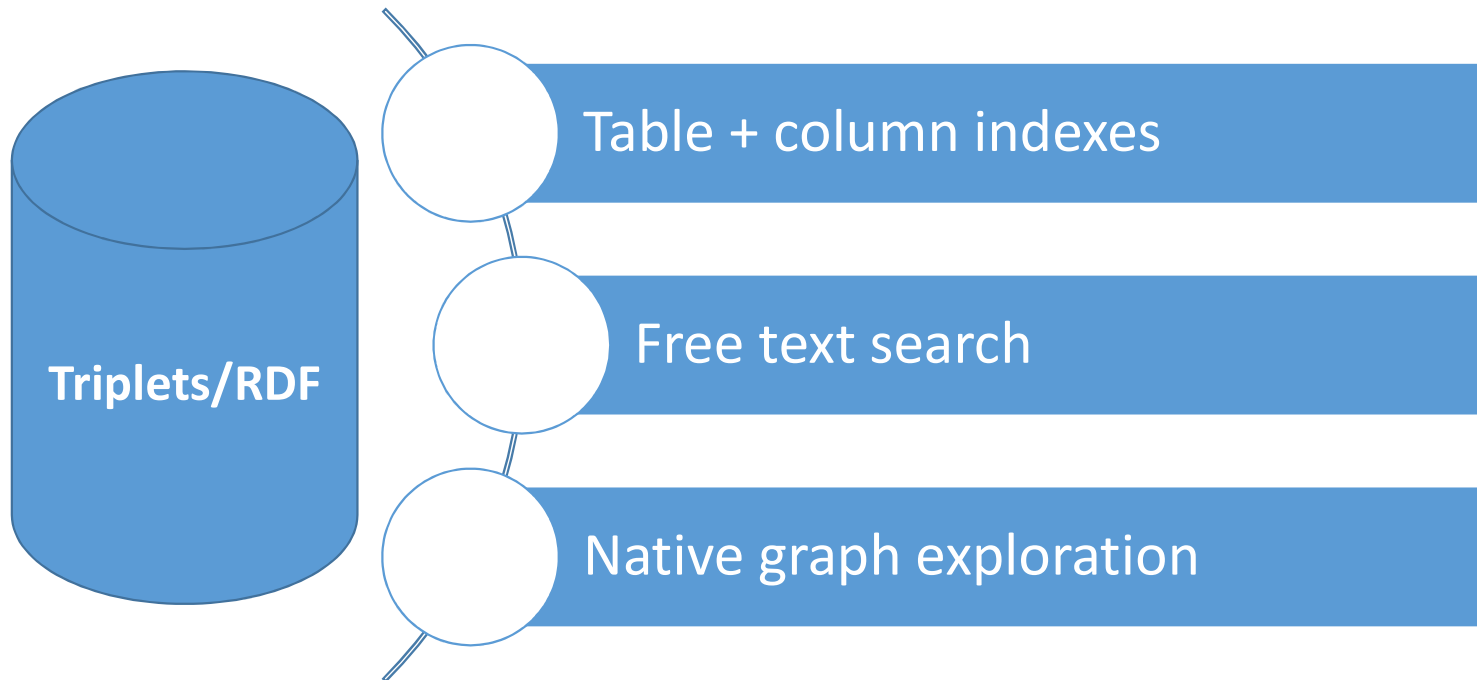 Table + column indexes
Free text search
Triplets/RDF
Native graph exploration